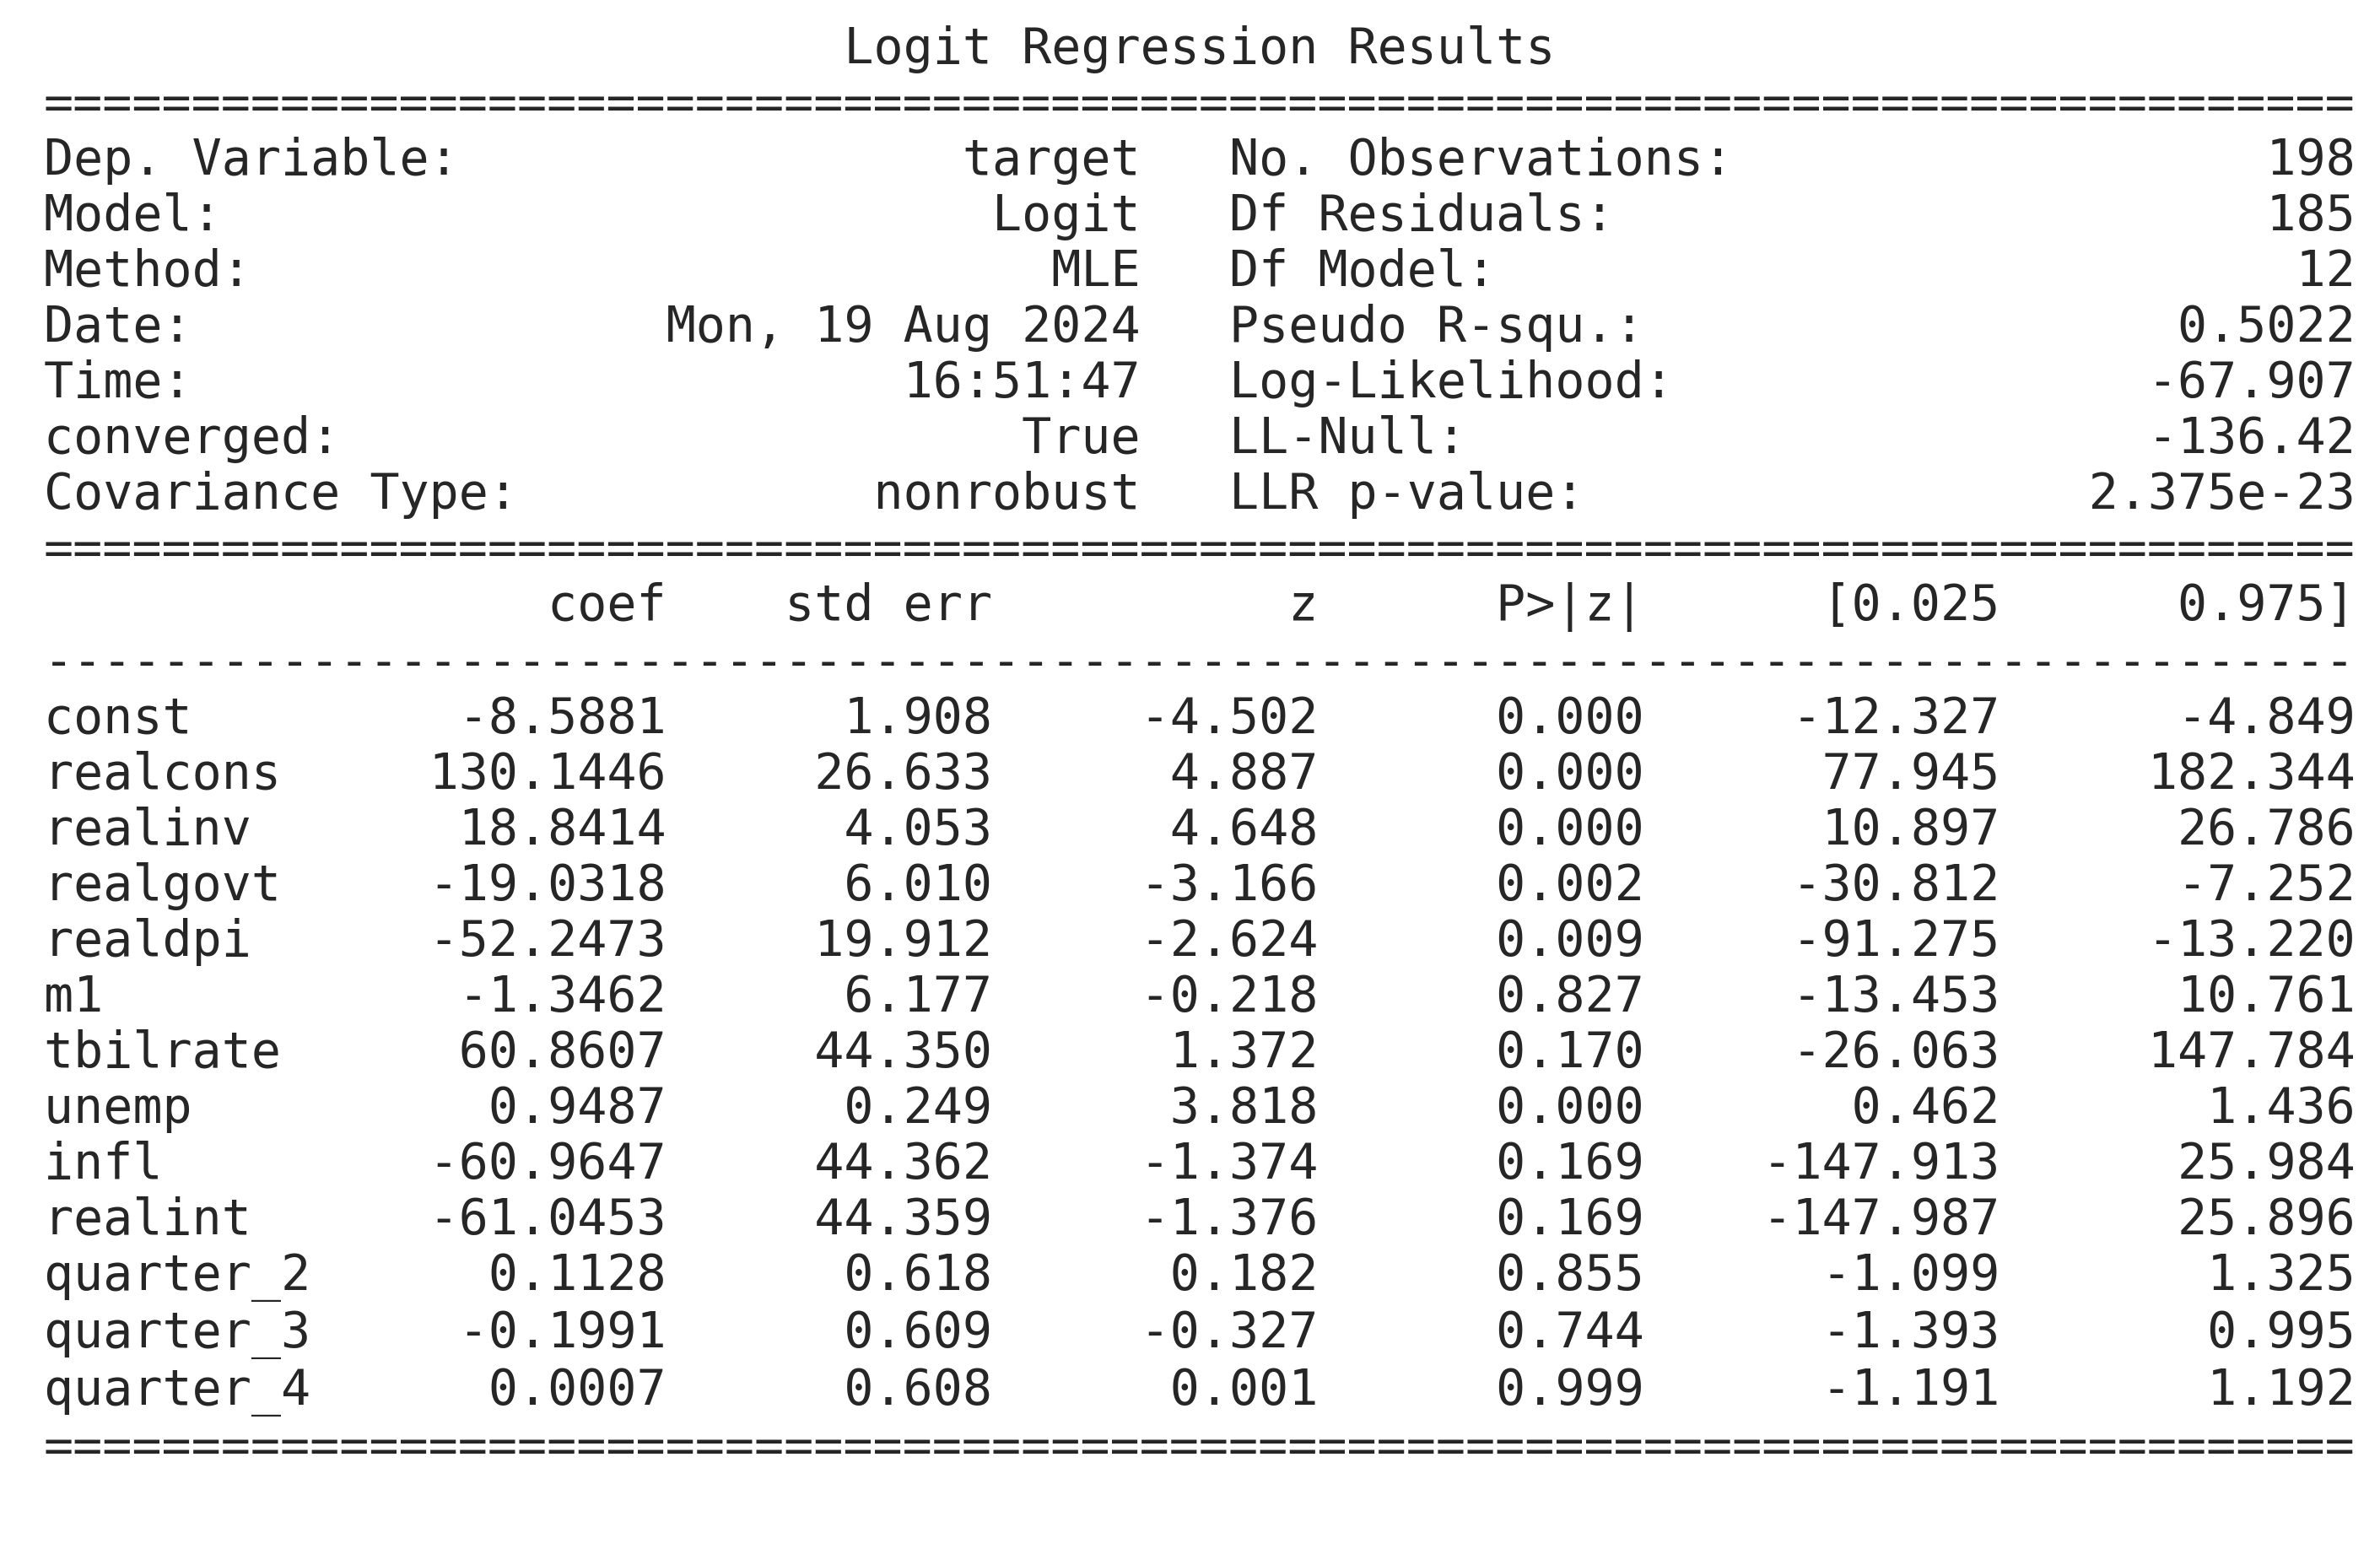 Logit Regression Results
==============================================================================
Dep. Variable:                 target   No. Observations:                  198
Model:                          Logit   Df Residuals:                      185
Method:                           MLE   Df Model:                           12
Date:                Mon, 19 Aug 2024   Pseudo R-squ.:                  0.5022
Time:                        16:51:47   Log-Likelihood:                -67.907
converged:                       True   LL-Null:                       -136.42
Covariance Type:            nonrobust   LLR p-value:                 2.375e-23
==============================================================================
                 coef    std err          z      P>|z|      [0.025      0.975]
------------------------------------------------------------------------------
const         -8.5881      1.908     -4.502      0.000     -12.327      -4.849
realcons     130.1446     26.633      4.887      0.000      77.945     182.344
realinv       18.8414      4.053      4.648      0.000      10.897      26.786
realgovt     -19.0318      6.010     -3.166      0.002     -30.812      -7.252
realdpi      -52.2473     19.912     -2.624      0.009     -91.275     -13.220
m1            -1.3462      6.177     -0.218      0.827     -13.453      10.761
tbilrate      60.8607     44.350      1.372      0.170     -26.063     147.784
unemp          0.9487      0.249      3.818      0.000       0.462       1.436
infl         -60.9647     44.362     -1.374      0.169    -147.913      25.984
realint      -61.0453     44.359     -1.376      0.169    -147.987      25.896
quarter_2      0.1128      0.618      0.182      0.855      -1.099       1.325
quarter_3     -0.1991      0.609     -0.327      0.744      -1.393       0.995
quarter_4      0.0007      0.608      0.001      0.999      -1.191       1.192
==============================================================================